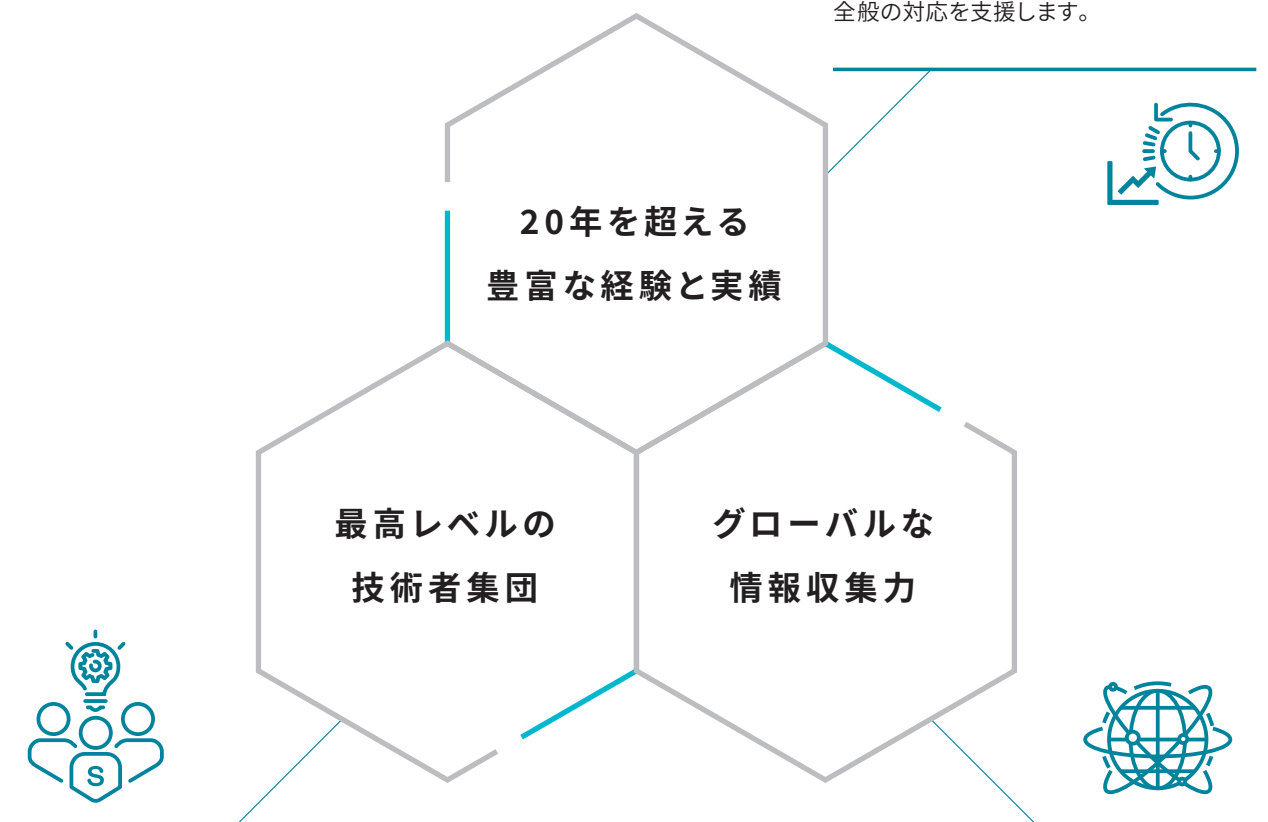 全般の対応を支援します。
20年を超える
豊富な経験と実績
最高レベルの
技術者集団
グローバルな
情報収集力
S